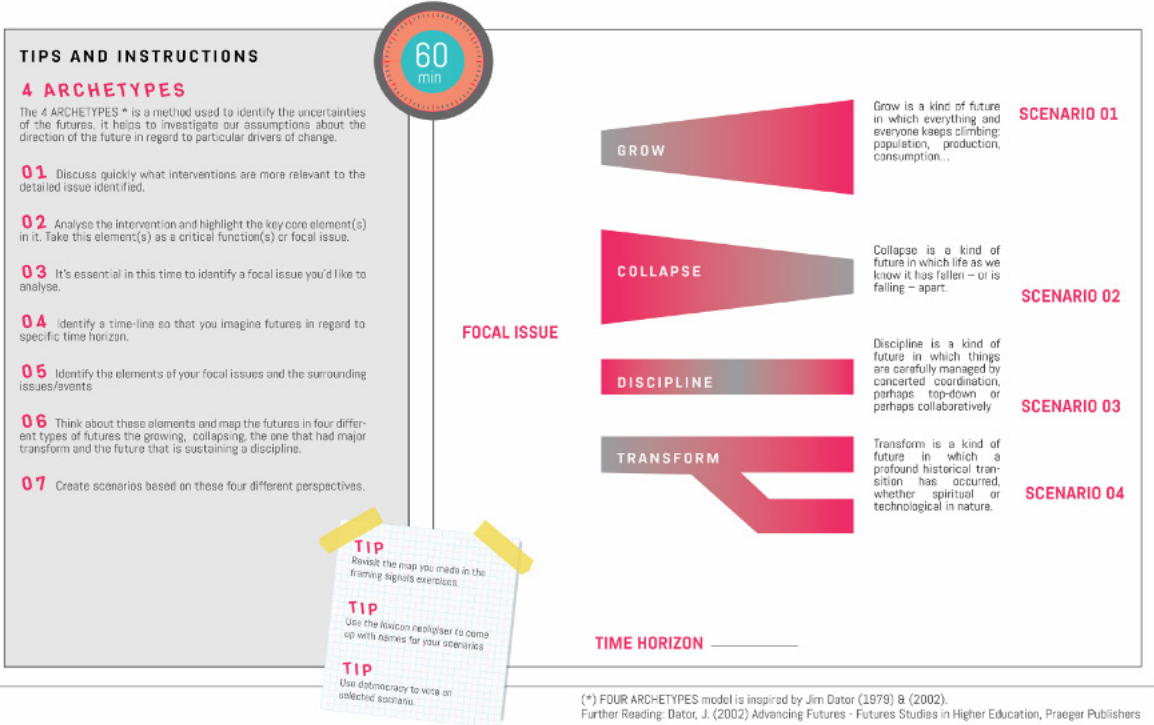 TIPS AND INSTRUCTIONS
4 ARCHETYPES
The 4 ARCHETYPES * is a method used to identify the uncertainties
of the futures. it helps to investigate our assumptions about the
direction of the future in regard to particular drivers of change.
01 Discuss quickly what interventions are more relevant to the
detailed issue identified.
02 Analyse the intervention and highlight the key core element(s)
in it. Take this element(s) as a critical function(s) or focal issue.
03 It's essential in this time to identify a focal issue you'd like to
analyse.
04 Identify a time-line so that you imagine futures in regard to
specific time horizon.
05 Identify the elements of your focal issues and the surrounding
issues/events
06 Think about these elements and map the futures in four differ-
ent types of futures the growing, collapsing, the one that had major
transform and the future that is sustaining a discipline.
07 Create scenarios based on these four different perspectives.
60
min
TIP
Revisit the map you made in the
framing signals exercises.
TIP
Use the lexicon nepligiser to come
up with names for your scenarios
TIP
Use dotmocracy to vote on
selected scenario.
FOCAL ISSUE
GROW
Grow is a kind of future
in which everything and
everyone keeps climbing:
population, production,
consumption...
SCENARIO 01
COLLAPSE
Collapse is a kind of
future in which life as we
know it has fallen – or is
falling – apart.
SCENARIO 02
DISCIPLINE
Discipline is a kind of
future in which things
are carefully managed by
concerted coordination,
perhaps top-down or
perhaps collaboratively
SCENARIO 03
TRANSFORM
Transform is a kind of
future in which a
profound historical tran-
sition has occurred,
whether spiritual or
technological in nature.
SCENARIO 04
TIME HORIZON
(*) FOUR ARCHETYPES model is inspired by Jim Dator (1979) & (2002).
Further Reading: Dator, J. (2002) Advancing Futures - Futures Studies in Higher Education, Praeger Publishers